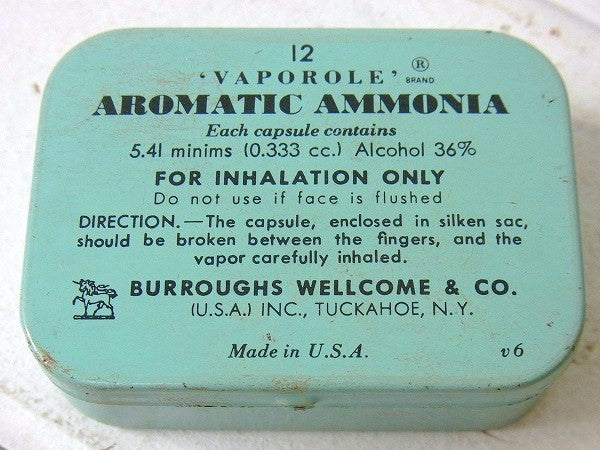 12
'VAPOROLE' ® BRAND
AROMATIC AMMONIA
Each capsule contains
5.41 minims (0.333 cc.) Alcohol 36%
FOR INHALATION ONLY
Do not use if face is flushed
DIRECTION.—The capsule, enclosed in silken sac,
should be broken between the fingers, and the
vapor carefully inhaled.
BURROUGHS WELLCOME & CO.
(U.S.A.) INC., TUCKAHOE, N.Y.
Made in U.S.A. v6